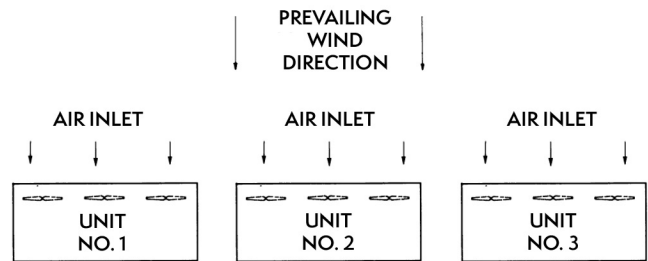 PREVAILING
WIND
DIRECTION
AIR INLET
AIR INLET
AIR INLET
UNIT
NO. 1
UNIT
NO. 2
UNIT
NO. 3